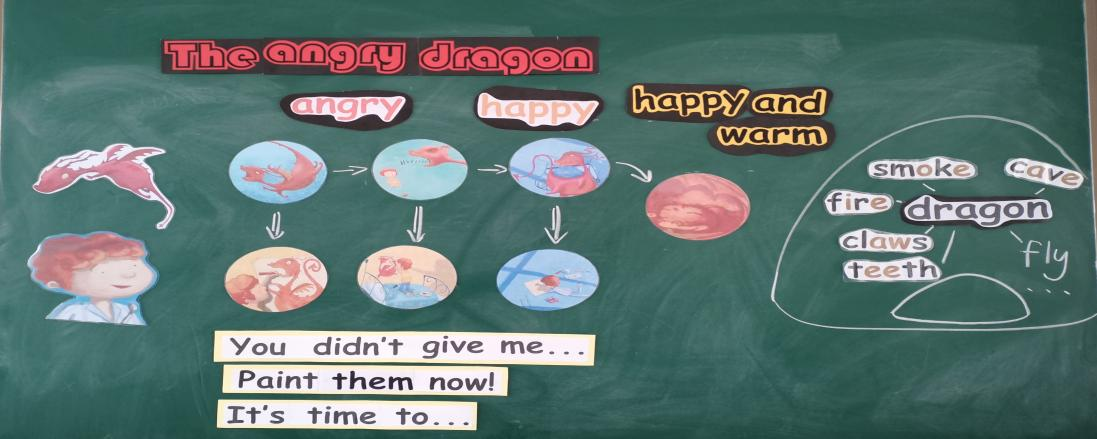 The angry dragon
angry
happy
happy and
warm
smoke
cave
fire
dragon
claws
teeth
fly
....
You didn't give me...
Paint them now!
It's time to...